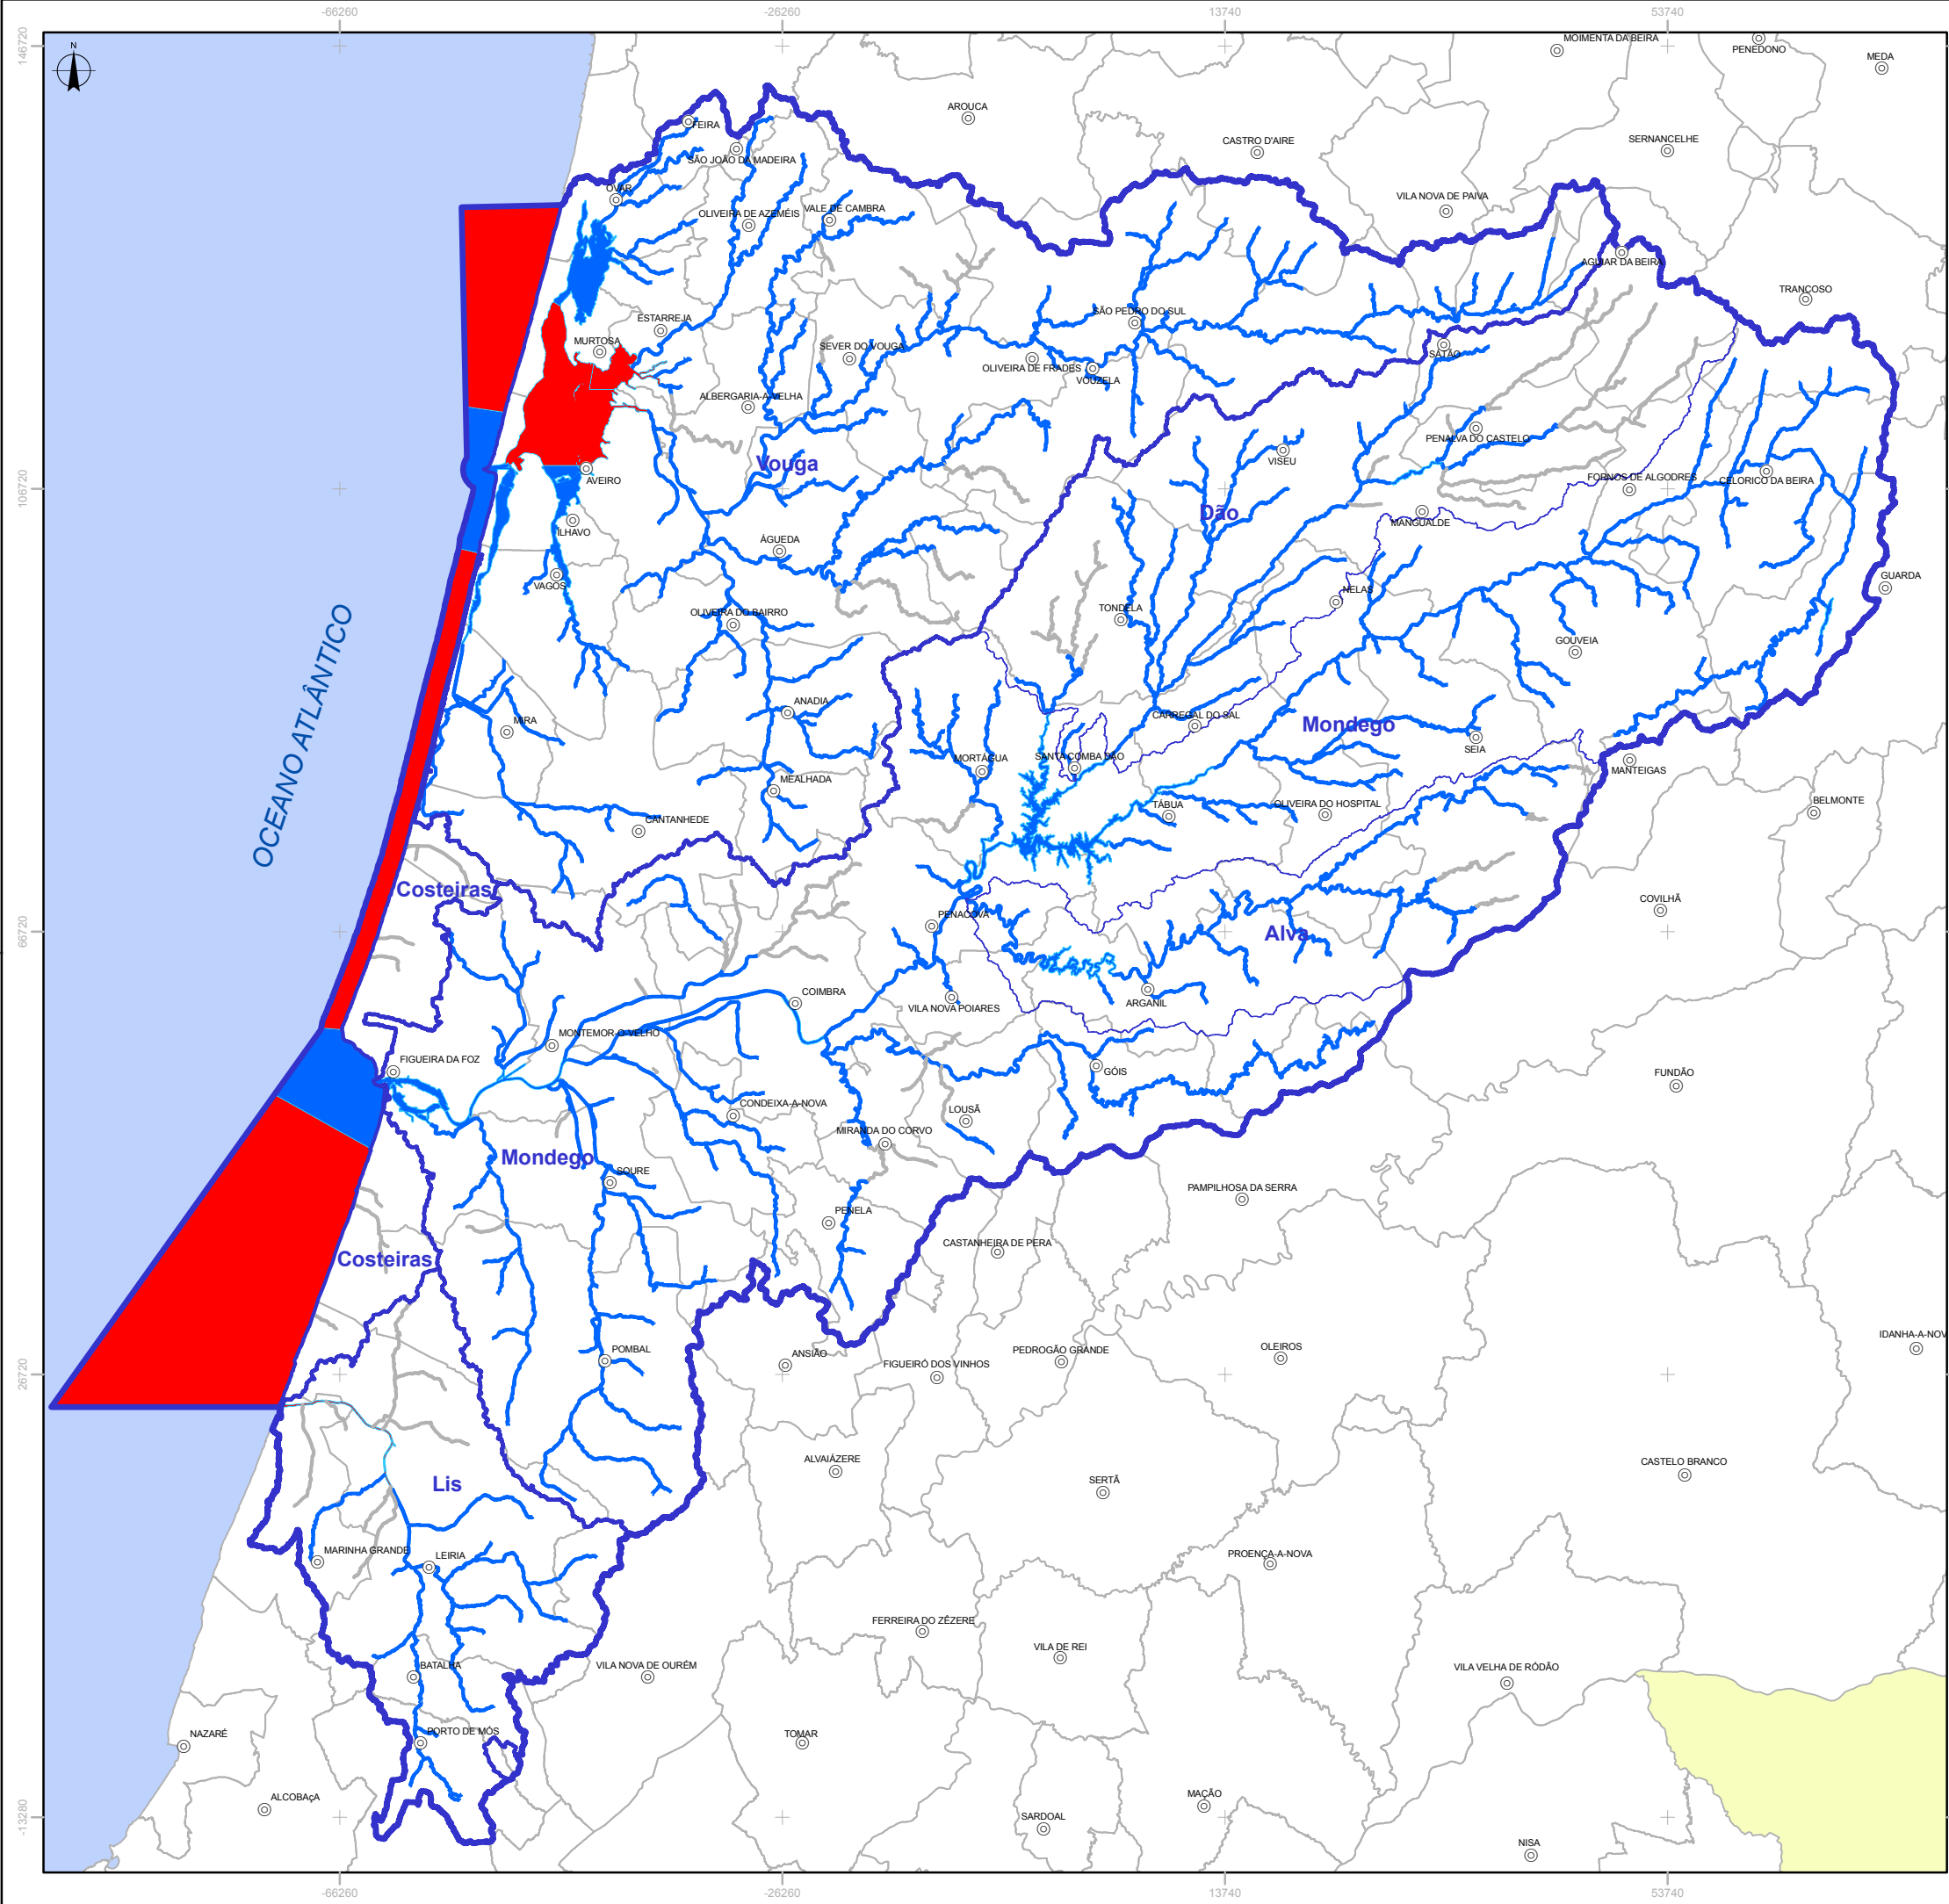 -66260
-26260
13740
53740
146720
N
MOIMENTA DA BEIRA
PENEDONO
MEDA
AROUCA
FEIRA
CASTRO D'AIRE
SERNANCELHE
SÃO JOÃO DA MADEIRA
OVAR
VILA NOVA DE PAIVA
OLIVEIRA DE AZEMÉIS
VALE DE CAMBRA
AGUIAR DA BEIRA
TRANCOSO
ESTARREJA
SÃO PEDRO DO SUL
MURTOSA
SEVER DO VOUGA
SATÃO
OLIVEIRA DE FRADES
VOUZELA
ALBERGARIA-A-VELHA
PENALVA DO CASTELO
Vouga
VISEU
106720
AVEIRO
FORNOS DE ALGODRES
CELORICO DA BEIRA
Dão
MANGUALDE
ILHAVO
ÁGUEDA
VAGOS
GUARDA
NELAS
OLIVEIRA DO BAIRRO
TONDELA
GOUVEIA
OCEANO ATLÂNTICO
ANADIA
MIRA
CARREGAL DO SAL
Mondego
SEIA
MORTÁGUA
SANTA COMBA DÃO
MANTEIGAS
MEALHADA
TÁBUA
OLIVEIRA DO HOSPITAL
BELMONTE
CANTANHEDE
Costeiras
COVILHÃ
66720
PENACOVA
Alva
COIMBRA
VILA NOVA POIARES
ARGANIL
MONTEMOR-O-VELHO
FIGUEIRA DA FOZ
GÓIS
FUNDÃO
CONDEIXA-A-NOVA
LOUSÃ
MIRANDA DO CORVO
Mondego
SOURE
PAMPILHOSA DA SERRA
PENELA
CASTANHEIRA DE PERA
Costeiras
26720
POMBAL
ANSIÃO
FIGUEIRÓ DOS VINHOS
PEDROGÃO GRANDE
OLEIROS
IDANHA-A-NOV
ALVAIÁZERE
SERTÃ
CASTELO BRANCO
Lis
MARINHA GRANDE
LEIRIA
PROENÇA-A-NOVA
FERREIRA DO ZÊZERE
VILA DE REI
BATALHA
VILA NOVA DE OURÉM
VILA VELHA DE RÓDÃO
NAZARÉ
PORTO DE MÓS
TOMAR
ALCOBAçA
MAÇÃO
SARDOAL
-13280
NISA
-66260
-26260
13740
53740